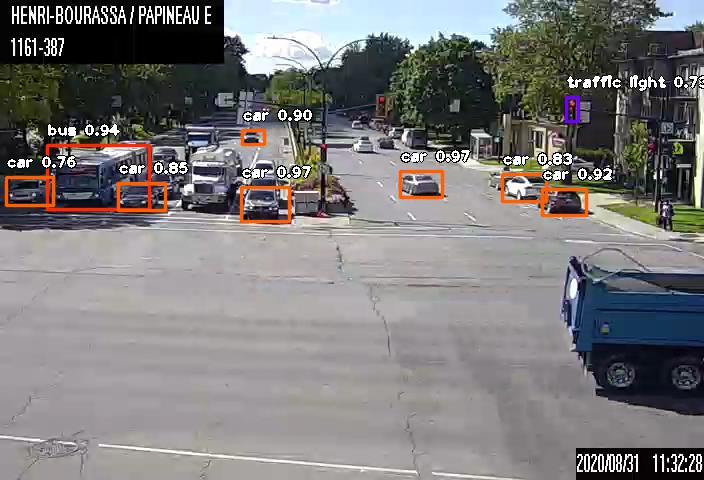 HENRI-BOURASSA / PAPINEAU E
1161-387
traffic light 0.73
car 0.90
bus 0.94
car 0.76
car 0.85
car 0.97
car 0.97
car 0.83
car 0.92
2020/08/31 11:32:28